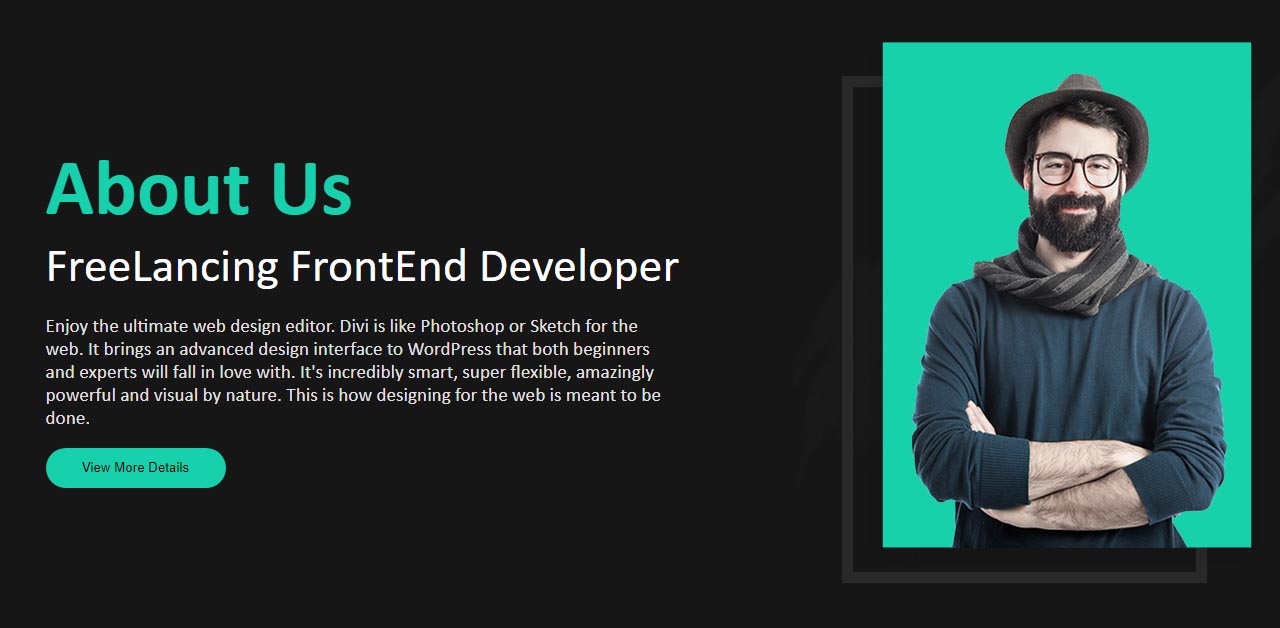 About Us
FreeLancing FrontEnd Developer
Enjoy the ultimate web design editor. Divi is like Photoshop or Sketch for the
web. It brings an advanced design interface to WordPress that both beginners
and experts will fall in love with. It's incredibly smart, super flexible, amazingly
powerful and visual by nature. This is how designing for the web is meant to be
done.
View More Details